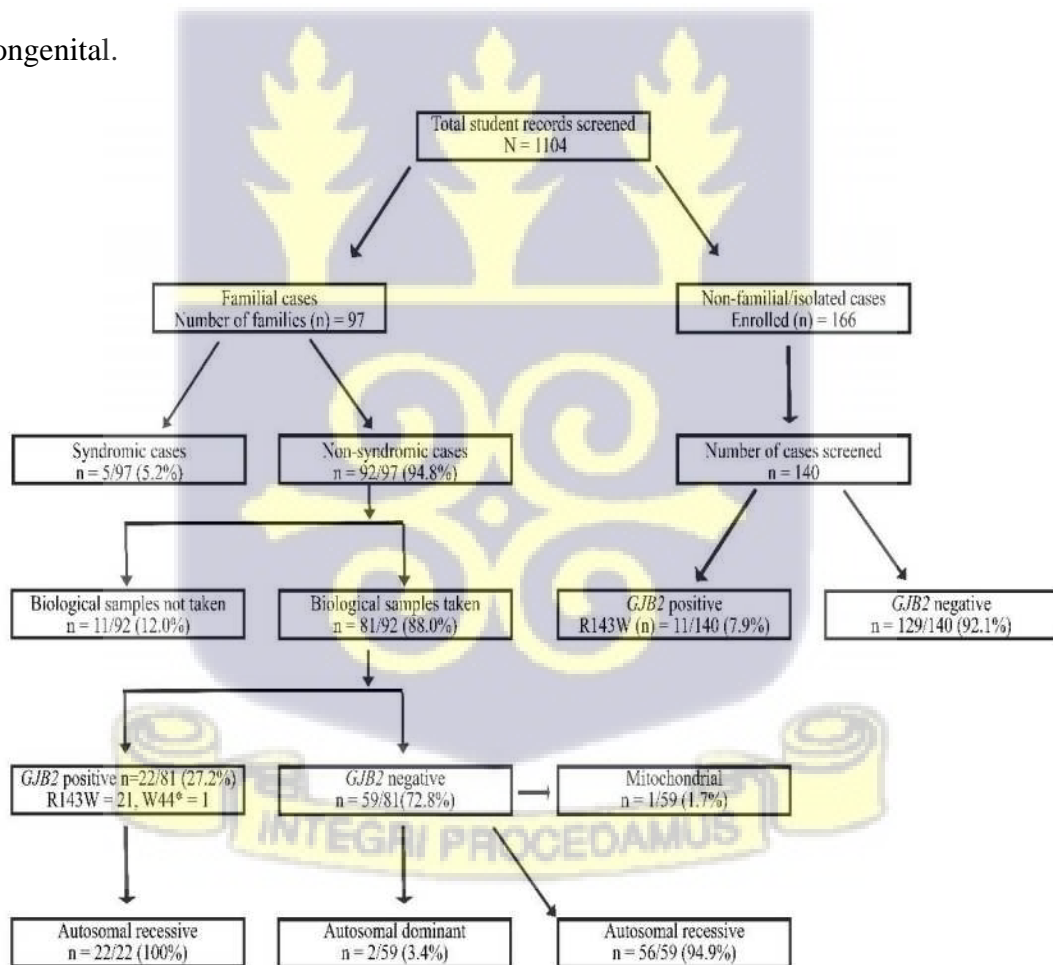 ongenital.
Total student records screened
N = 1104
Familial cases
Number of families (n) = 97
Non-familial/isolated cases
Enrolled (n) = 166
Syndromic cases
n = 5/97 (5.2%)
Non-syndromic cases
n = 92/97 (94.8%)
Number of cases screened
n = 140
Biological samples not taken
n = 11/92 (12.0%)
Biological samples taken
n = 81/92 (88.0%)
GJB2 positive
R143W (n) = 11/140 (7.9%)
GJB2 negative
n = 129/140 (92.1%)
GJB2 positive n=22/81 (27.2%)
R143W = 21, W44* = 1
GJB2 negative
n = 59/81(72.8%)
Mitochondrial
n = 1/59 (1.7%)
INTEGRI PROCEDAMUS
Autosomal recessive
n = 22/22 (100%)
Autosomal dominant
n = 2/59 (3.4%)
Autosomal recessive
n = 56/59 (94.9%)